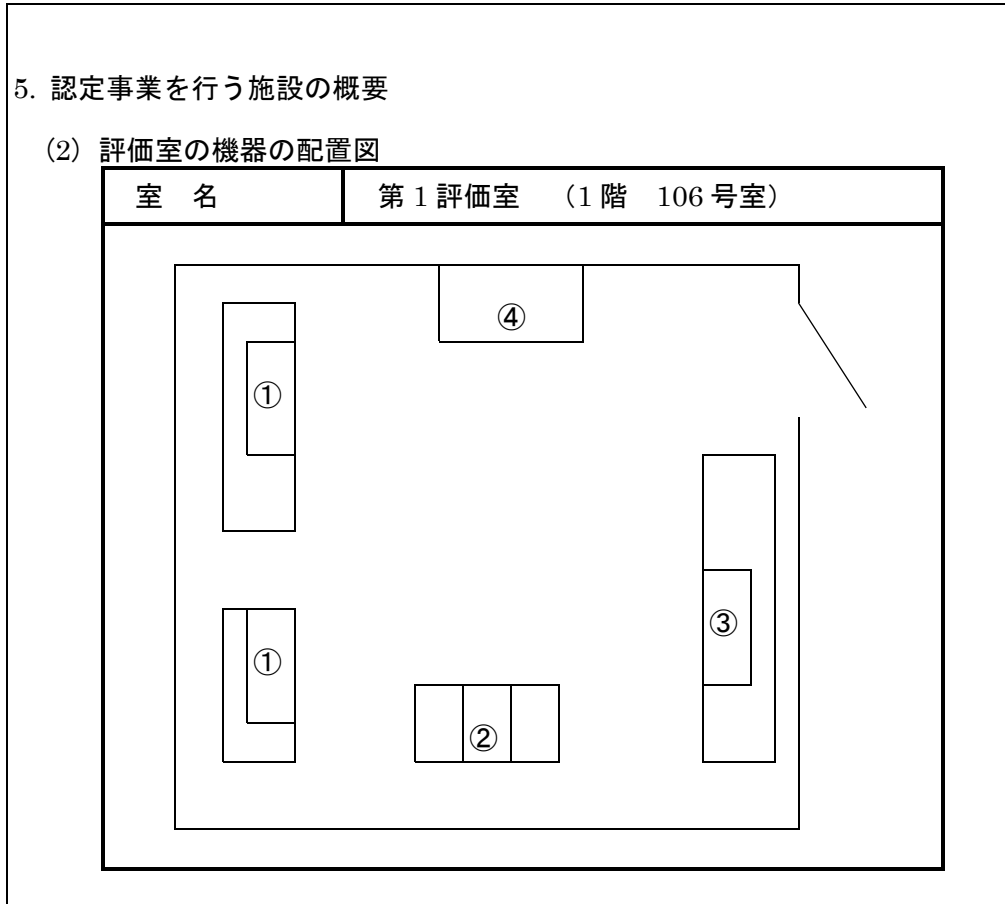 5. 認定事業を行う施設の概要
(2) 評価室の機器の配置図
室 名 第 1 評価室 (1 階 106 号室)
④
①
③
①
②